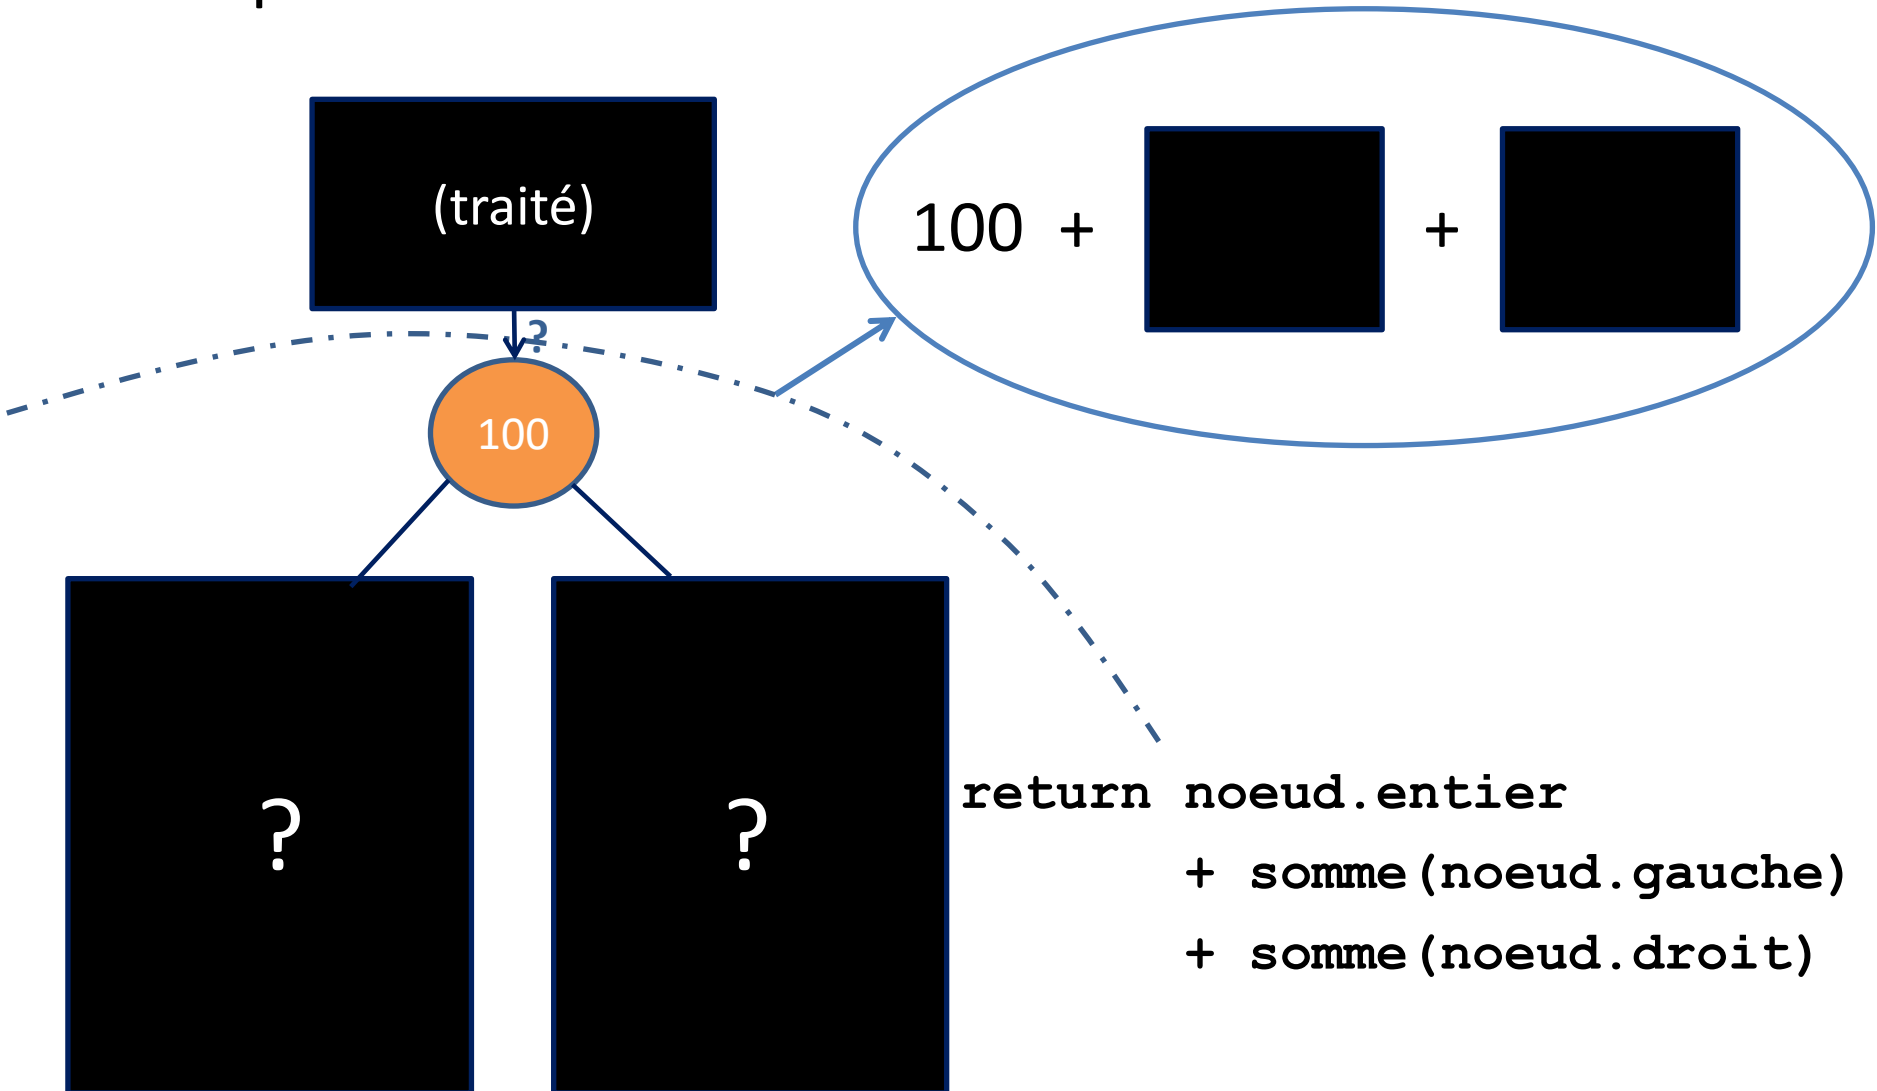 (traité)
100 + +
?
100
? ?
return noeud.entier
+ somme(noeud.gauche)
+ somme(noeud.droit)